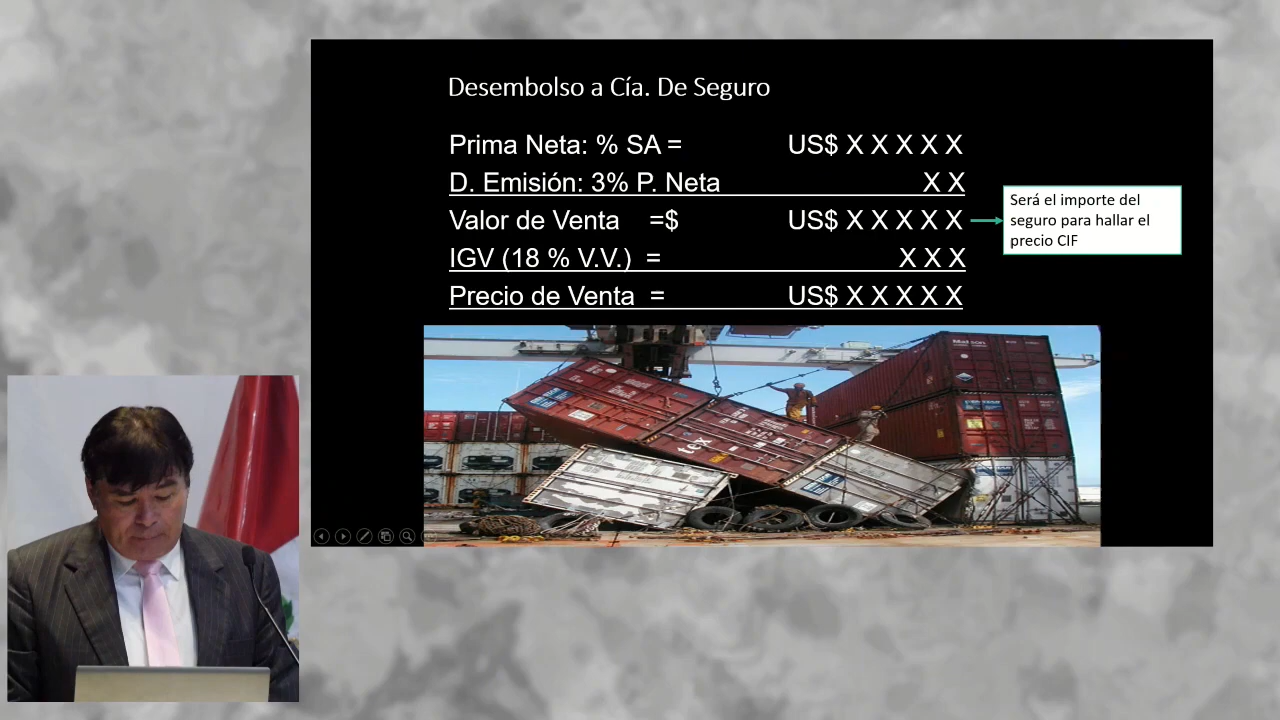 Desembolso a Cía. De Seguro
Prima Neta: % SA = US$ X X X X X
D. Emisión: 3% P. Neta X X
Valor de Venta =$ US$ X X X X X
IGV (18 % V.V.) = X X X
Precio de Venta = US$ X X X X X
Será el importe del
seguro para hallar el
precio CIF
tex